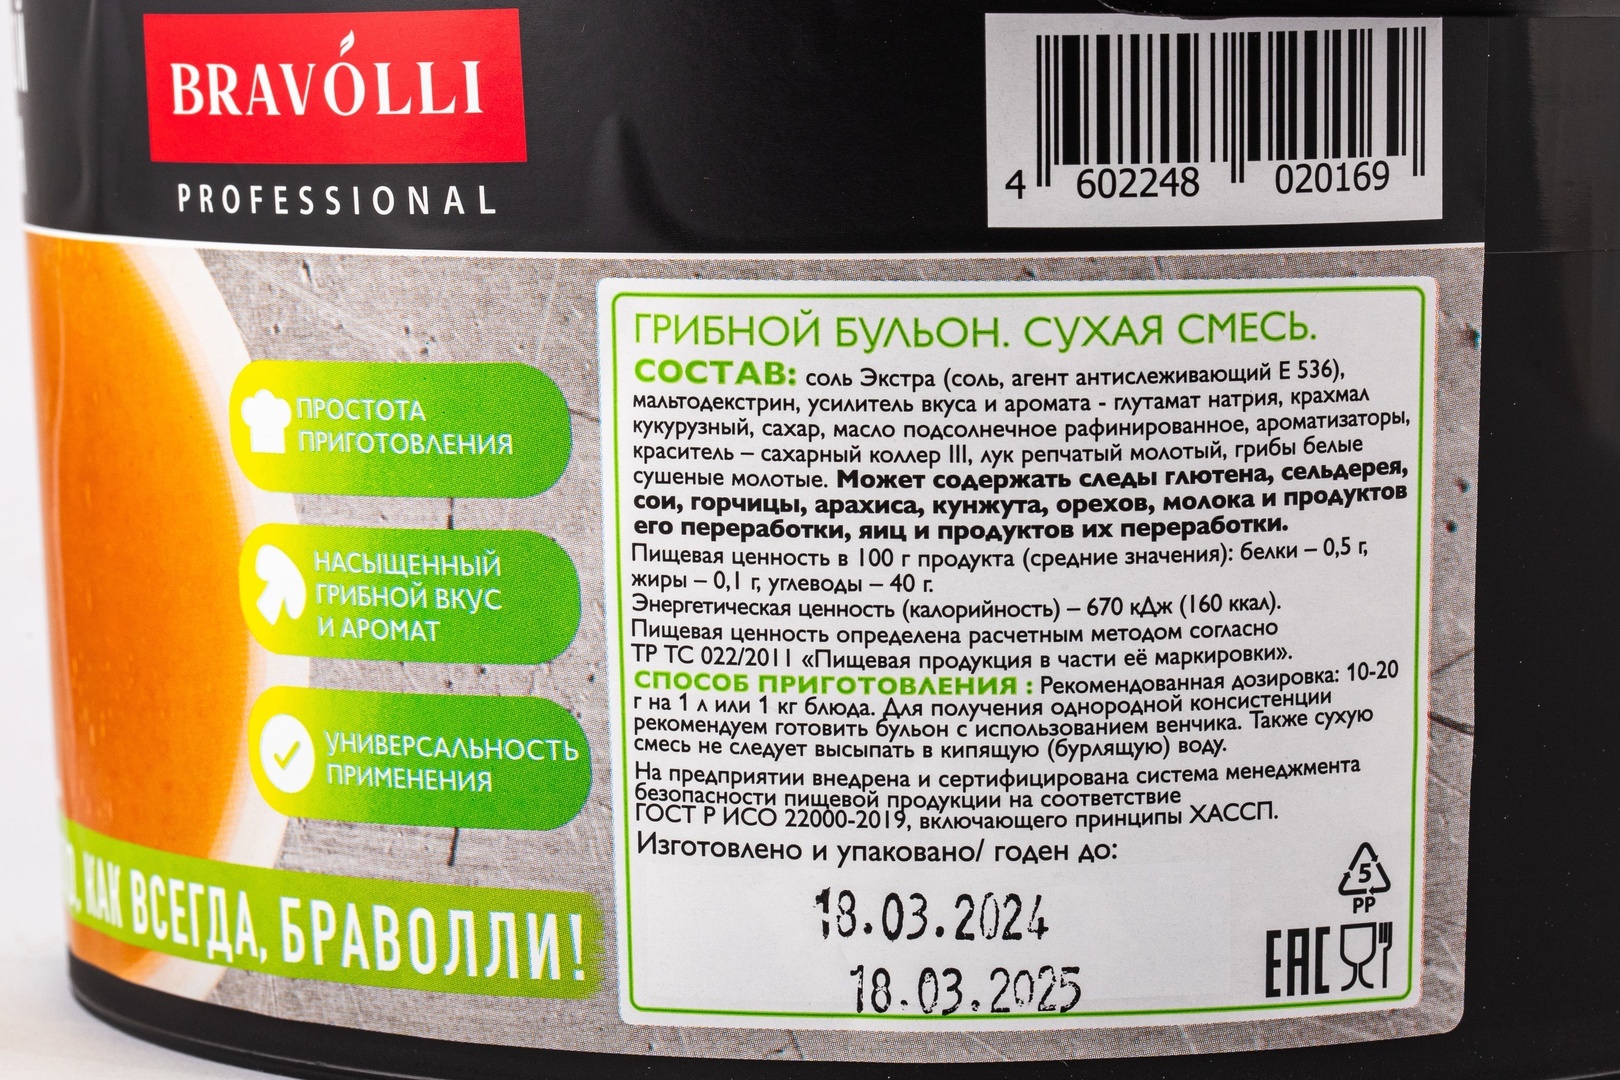 BRAVÓLLI
PROFESSIONAL
4 602248 020169
ПРОСТОТА
ПРИГОТОВЛЕНИЯ
НАСЫЩЕННЫЙ
ГРИБНОЙ ВКУС
И АРОМАТ
УНИВЕРСАЛЬНОСТЬ
ПРИМЕНЕНИЯ
КАК ВСЕГДА, БРАВОЛЛИ!
ГРИБНОЙ БУЛЬОН. СУХАЯ СМЕСЬ.
СОСТАВ: соль Экстра (соль, агент антислеживающий Е 536),
мальтодекстрин, усилитель вкуса и аромата - глутамат натрия, крахмал
кукурузный, сахар, масло подсолнечное рафинированное, ароматизаторы,
краситель – сахарный коллер III, лук репчатый молотый, грибы белые
сушеные молотые. Может содержать следы глютена, сельдерея,
сои, горчицы, арахиса, кунжута, орехов, молока и продуктов
его переработки, яиц и продуктов их переработки.
Пищевая ценность в 100 г продукта (средние значения): белки – 0,5 г,
жиры – 0,1 г, углеводы – 40 г.
Энергетическая ценность (калорийность) – 670 кДж (160 ккал).
Пищевая ценность определена расчетным методом согласно
ТР ТС 022/2011 «Пищевая продукция в части её маркировки».
СПОСОБ ПРИГОТОВЛЕНИЯ : Рекомендованная дозировка: 10-20
г на 1 л или 1 кг блюда. Для получения однородной консистенции
рекомендуем готовить бульон с использованием венчика. Также сухую
смесь не следует высыпать в кипящую (бурлящую) воду.
На предприятии внедрена и сертифицирована система менеджмента
безопасности пищевой продукции на соответствие
ГОСТ Р ИСО 22000-2019, включающего принципы ХАССП.
Изготовлено и упаковано/ годен до:
18.03.2024
18.03.2025
5
PP
EAC